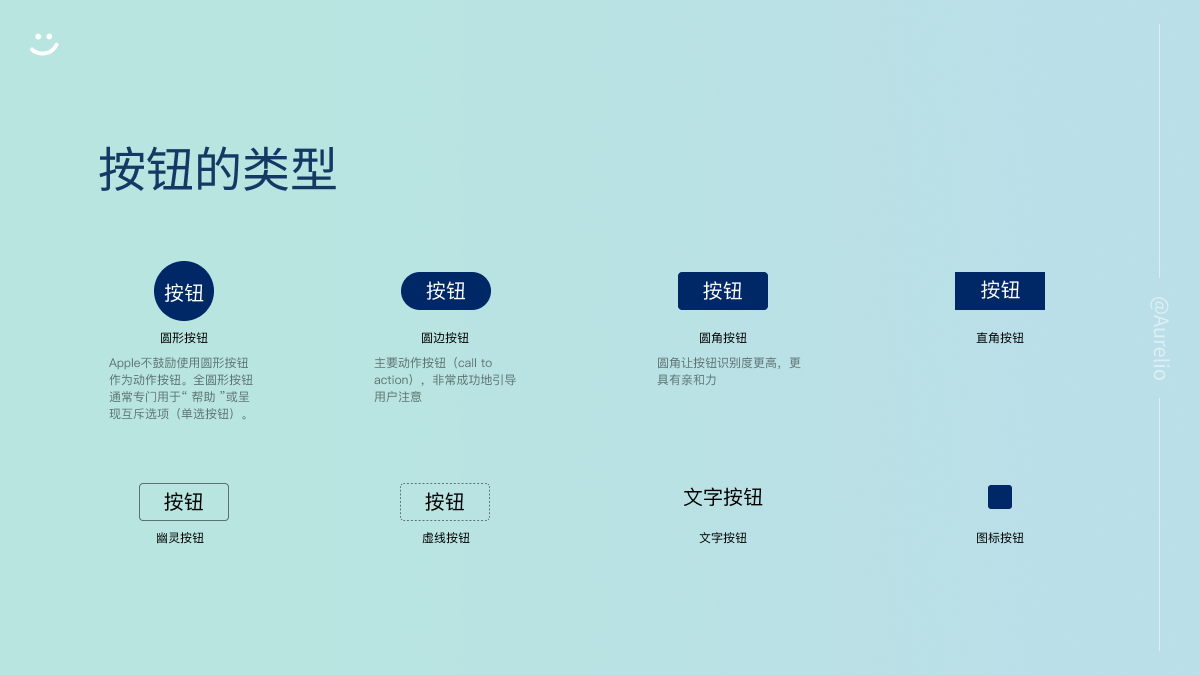 按钮的类型
按钮
按钮
按钮
按钮
圆形按钮
圆边按钮
圆角按钮
直角按钮
Apple不鼓励使用圆形按钮
作为动作按钮。全圆形按钮
通常专门用于“ 帮助 ”或呈
现互斥选项（单选按钮）。
主要动作按钮（call to
action），非常成功地引导
用户注意
圆角让按钮识别度更高，更
具有亲和力
按钮
按钮
文字按钮
幽灵按钮
虚线按钮
文字按钮
图标按钮
@Aurelio